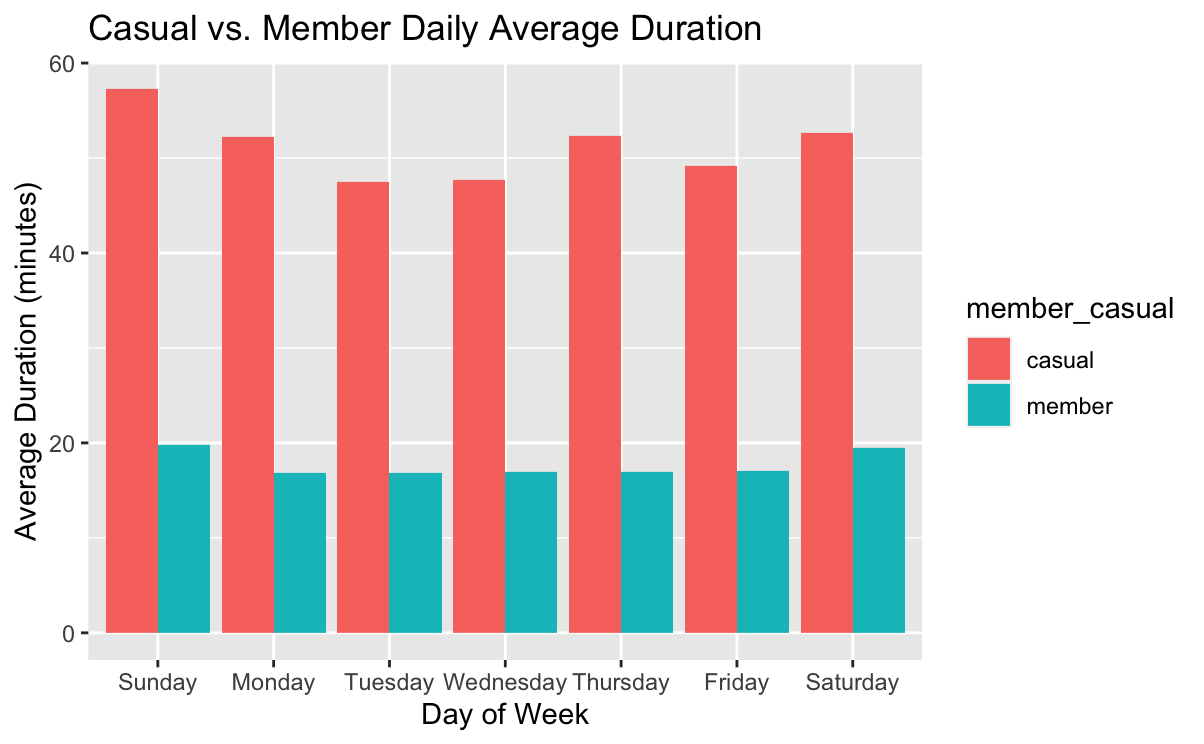 Casual vs. Member Daily Average Duration
60
40
20
0
Average Duration (minutes)
Sunday Monday Tuesday Wednesday Thursday Friday Saturday
Day of Week
member_casual
casual
member